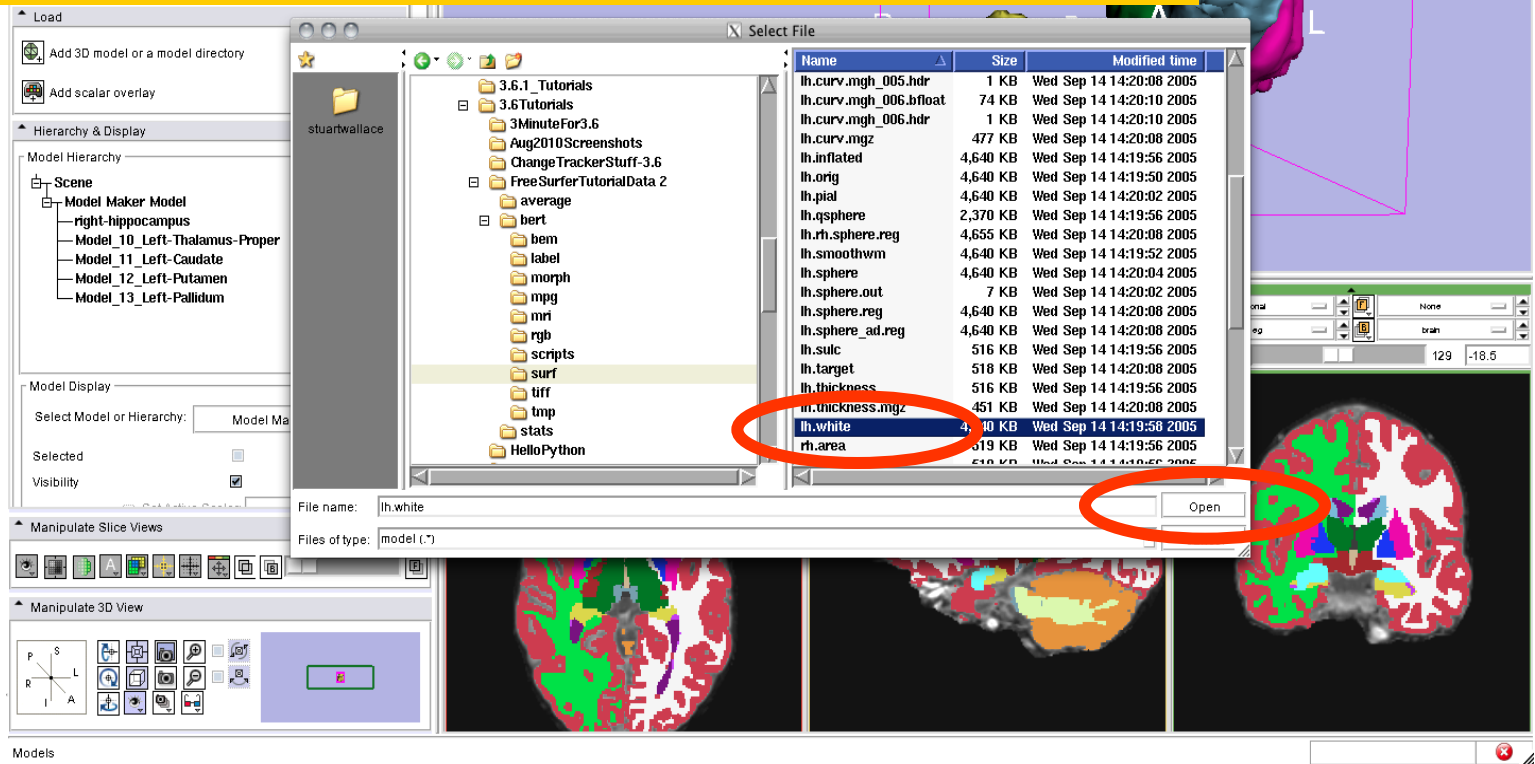 Load
Add 3D model or a model directory
Add scalar overlay
Hierarchy & Display
Model Hierarchy
Scene
Model Maker Model
right-hippocampus
Model_10_Left-Thalamus-Proper
Model_11_Left-Caudate
Model_12_Left-Putamen
Model_13_Left-Pallidum
Model Display
Select Model or Hierarchy: Model Ma
Selected
Visibility
Manipulate Slice Views
Manipulate 3D View
P S
L
R
I A
Models
Select File
stuartwallace
3.6.1_Tutorials
3.6Tutorials
3MinuteFor3.6
Aug2010Screenshots
ChangeTrackerStuff-3.6
FreeSurferTutorialData 2
average
bert
bem
label
morph
mpg
mri
rgb
scripts
surf
tiff
tmp
stats
HelloPython
Name Size Modified time
lh.curv.mgh_005.hdr 1 KB Wed Sep 14 14:20:08 2005
lh.curv.mgh_006.bfloat 74 KB Wed Sep 14 14:20:10 2005
lh.curv.mgh_006.hdr 1 KB Wed Sep 14 14:20:10 2005
lh.curv.mgz 477 KB Wed Sep 14 14:20:08 2005
lh.inflated 4,640 KB Wed Sep 14 14:19:56 2005
lh.orig 4,640 KB Wed Sep 14 14:19:50 2005
lh.pial 4,640 KB Wed Sep 14 14:20:02 2005
lh.qsphere 2,370 KB Wed Sep 14 14:19:56 2005
lh.rh.sphere.reg 4,655 KB Wed Sep 14 14:20:08 2005
lh.smoothwm 4,640 KB Wed Sep 14 14:19:52 2005
lh.sphere 4,640 KB Wed Sep 14 14:20:04 2005
lh.sphere.out 7 KB Wed Sep 14 14:20:02 2005
lh.sphere.reg 4,640 KB Wed Sep 14 14:20:08 2005
lh.sphere_ad.reg 4,640 KB Wed Sep 14 14:20:08 2005
lh.sulc 516 KB Wed Sep 14 14:19:56 2005
lh.target 518 KB Wed Sep 14 14:20:08 2005
lh.thickness 516 KB Wed Sep 14 14:19:56 2005
lh.thickness.mgz 451 KB Wed Sep 14 14:20:08 2005
lh.white KB Wed Sep 14 14:19:58 2005
rh.area 519 KB Wed Sep 14 14:19:56 2005
File name: lh.white Open
Files of type: model (.*)
A L
None
brain
129 -18.5